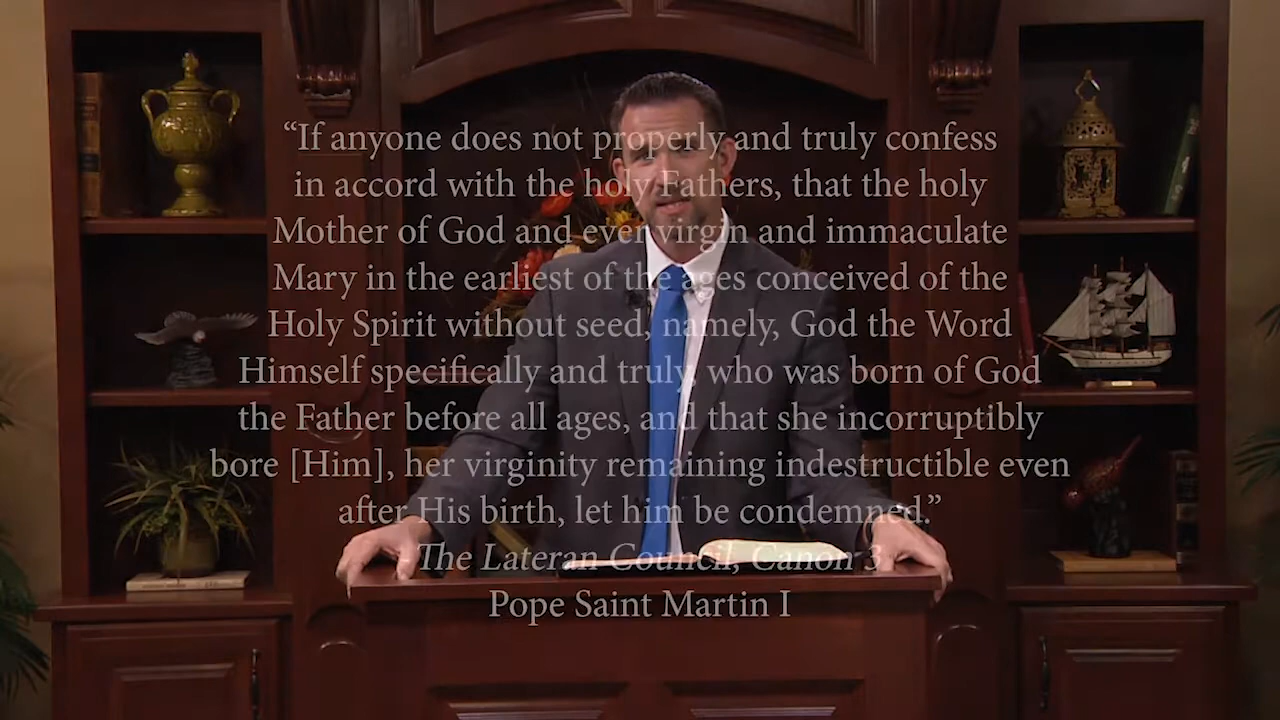 “If anyone does not properly and truly confess
in accord with the holy Fathers, that the holy
Mother of God and ever virgin and immaculate
Mary in the earliest of the ages conceived of the
Holy Spirit without seed, namely, God the Word
Himself specifically and truly, who was born of God
the Father before all ages, and that she incorruptibly
bore [Him], her virginity remaining indestructible even
after His birth, let him be condemned.”
The Lateran Council, Canon 3
Pope Saint Martin I